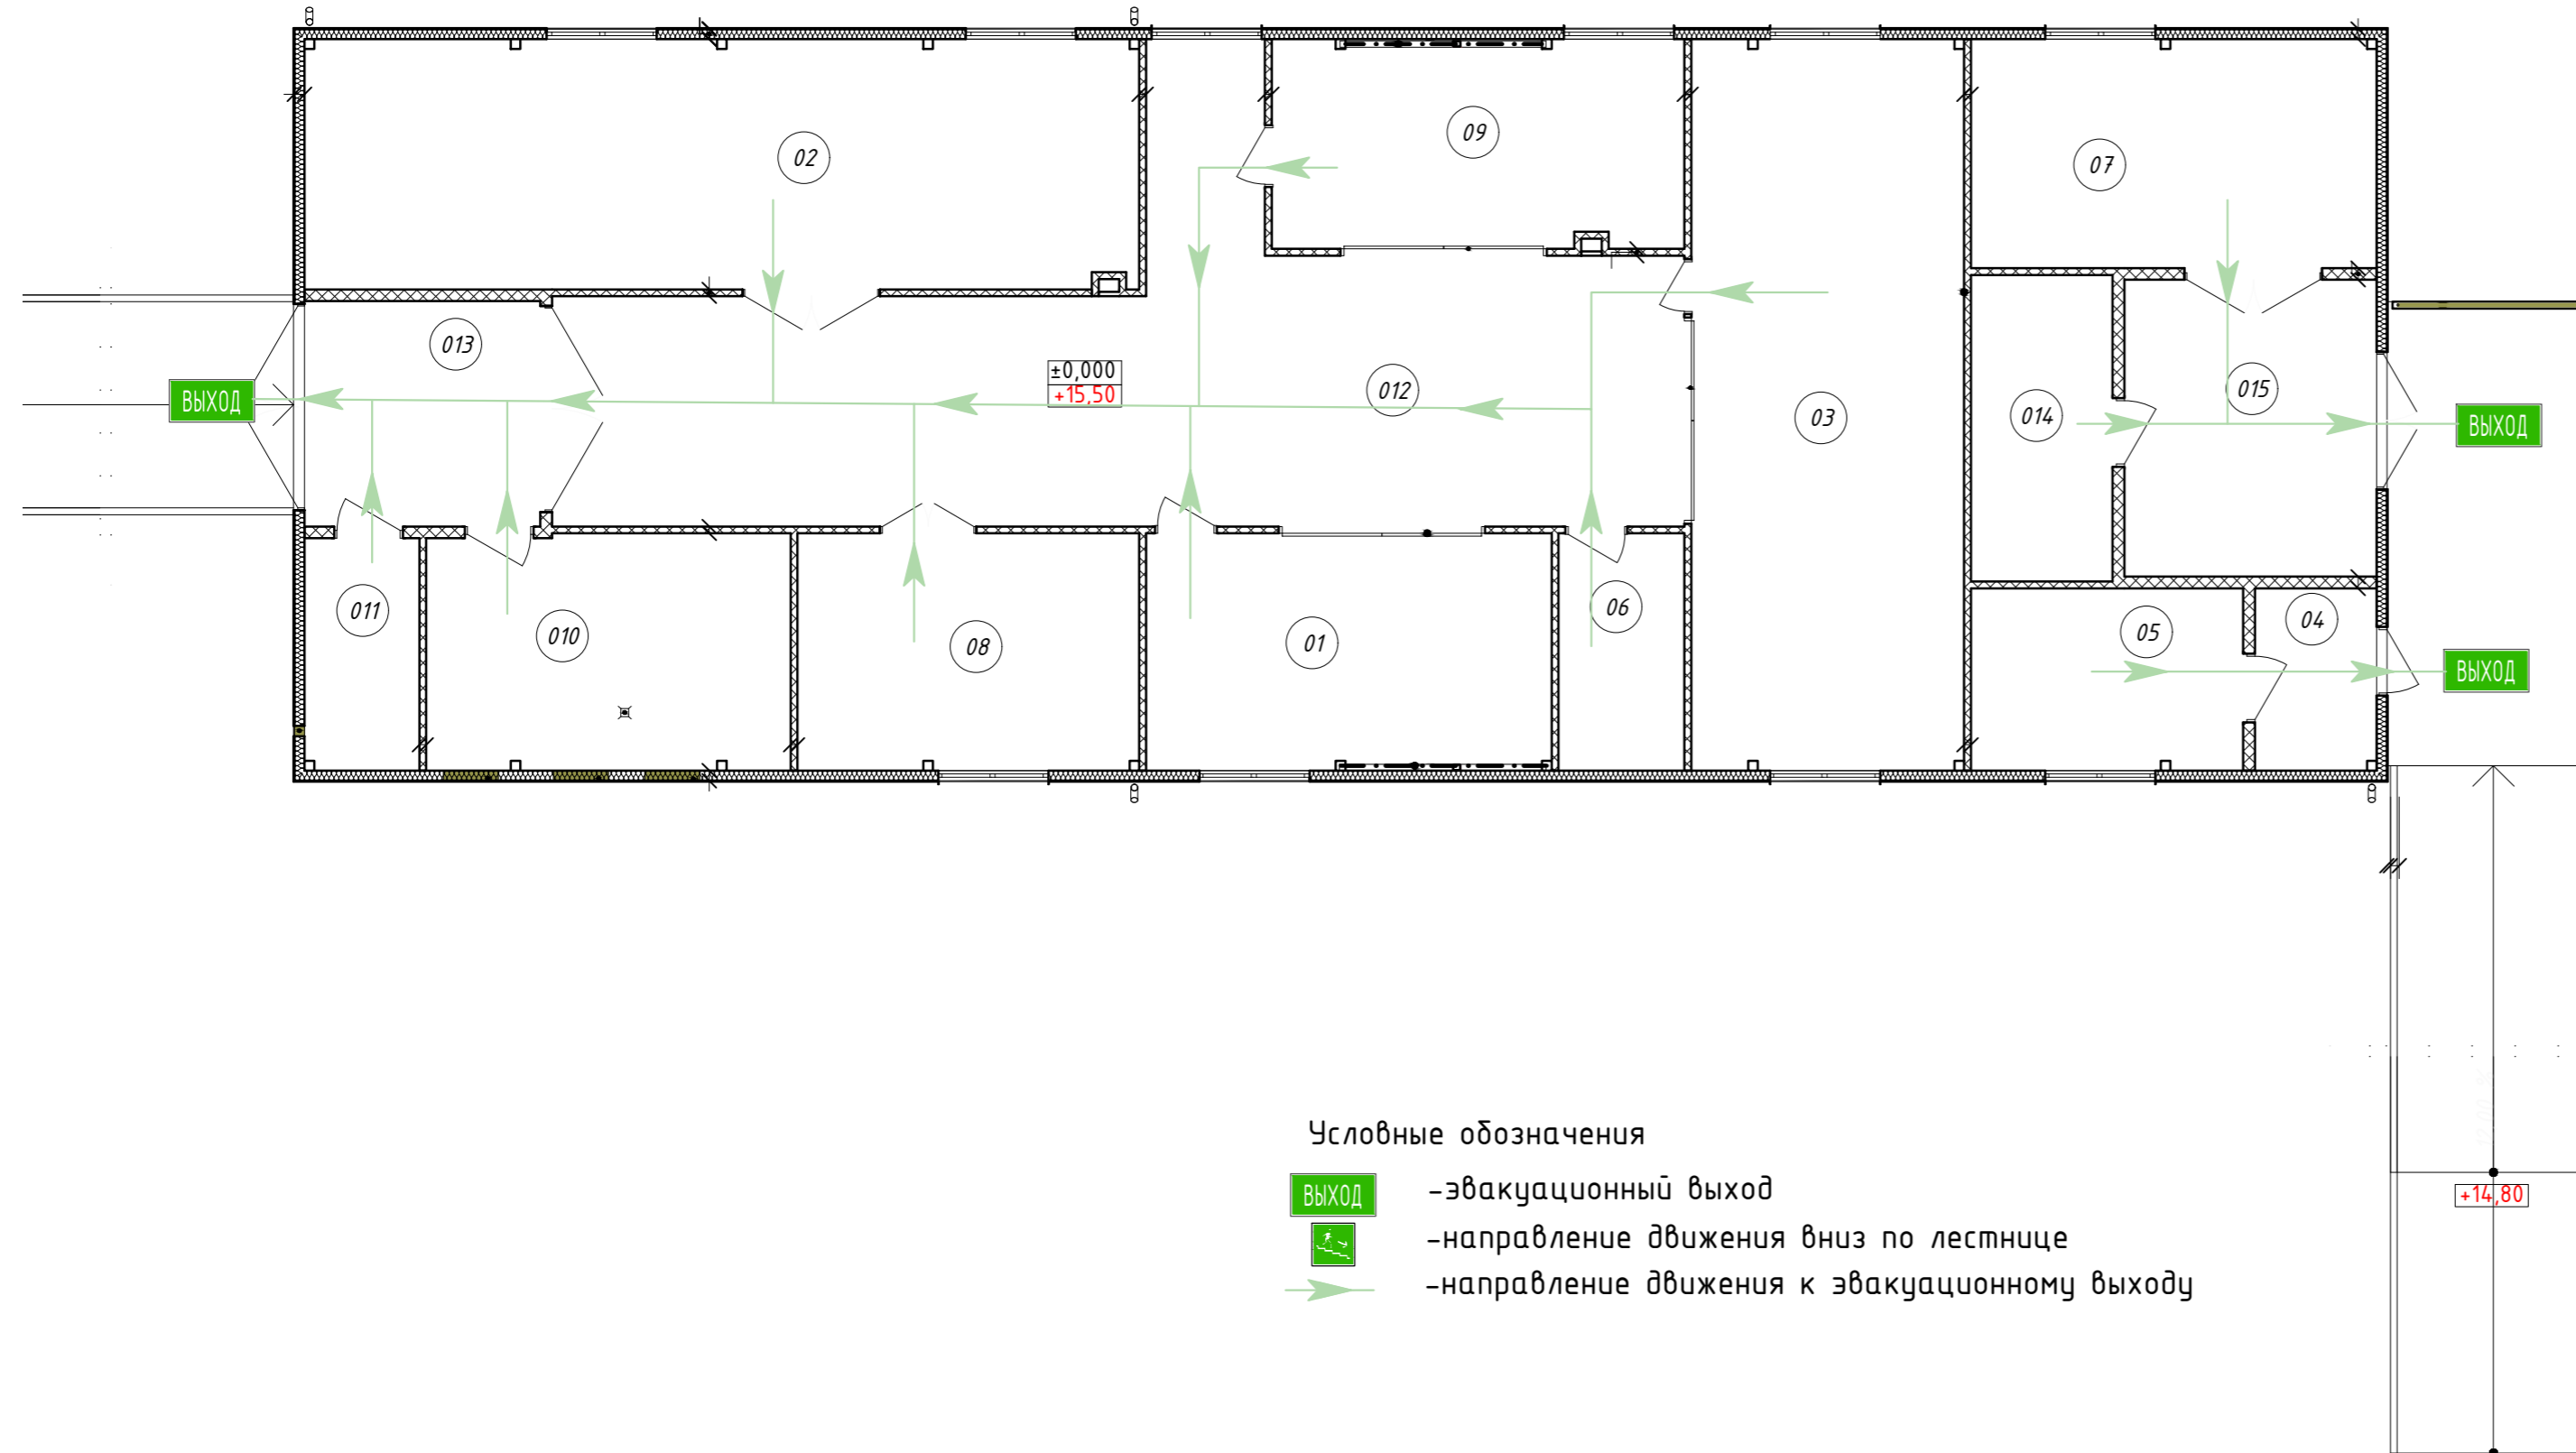 09
02
07
013
±0,000
+15,50
012
015
ВЫХОД
03
014
ВЫХОД
011
010
08
01
06
05
04
ВЫХОД
Условные обозначения
ВЫХОД -эвакуационный выход
-направление движения вниз по лестнице
+14,80
-направление движения к эвакуационному выходу